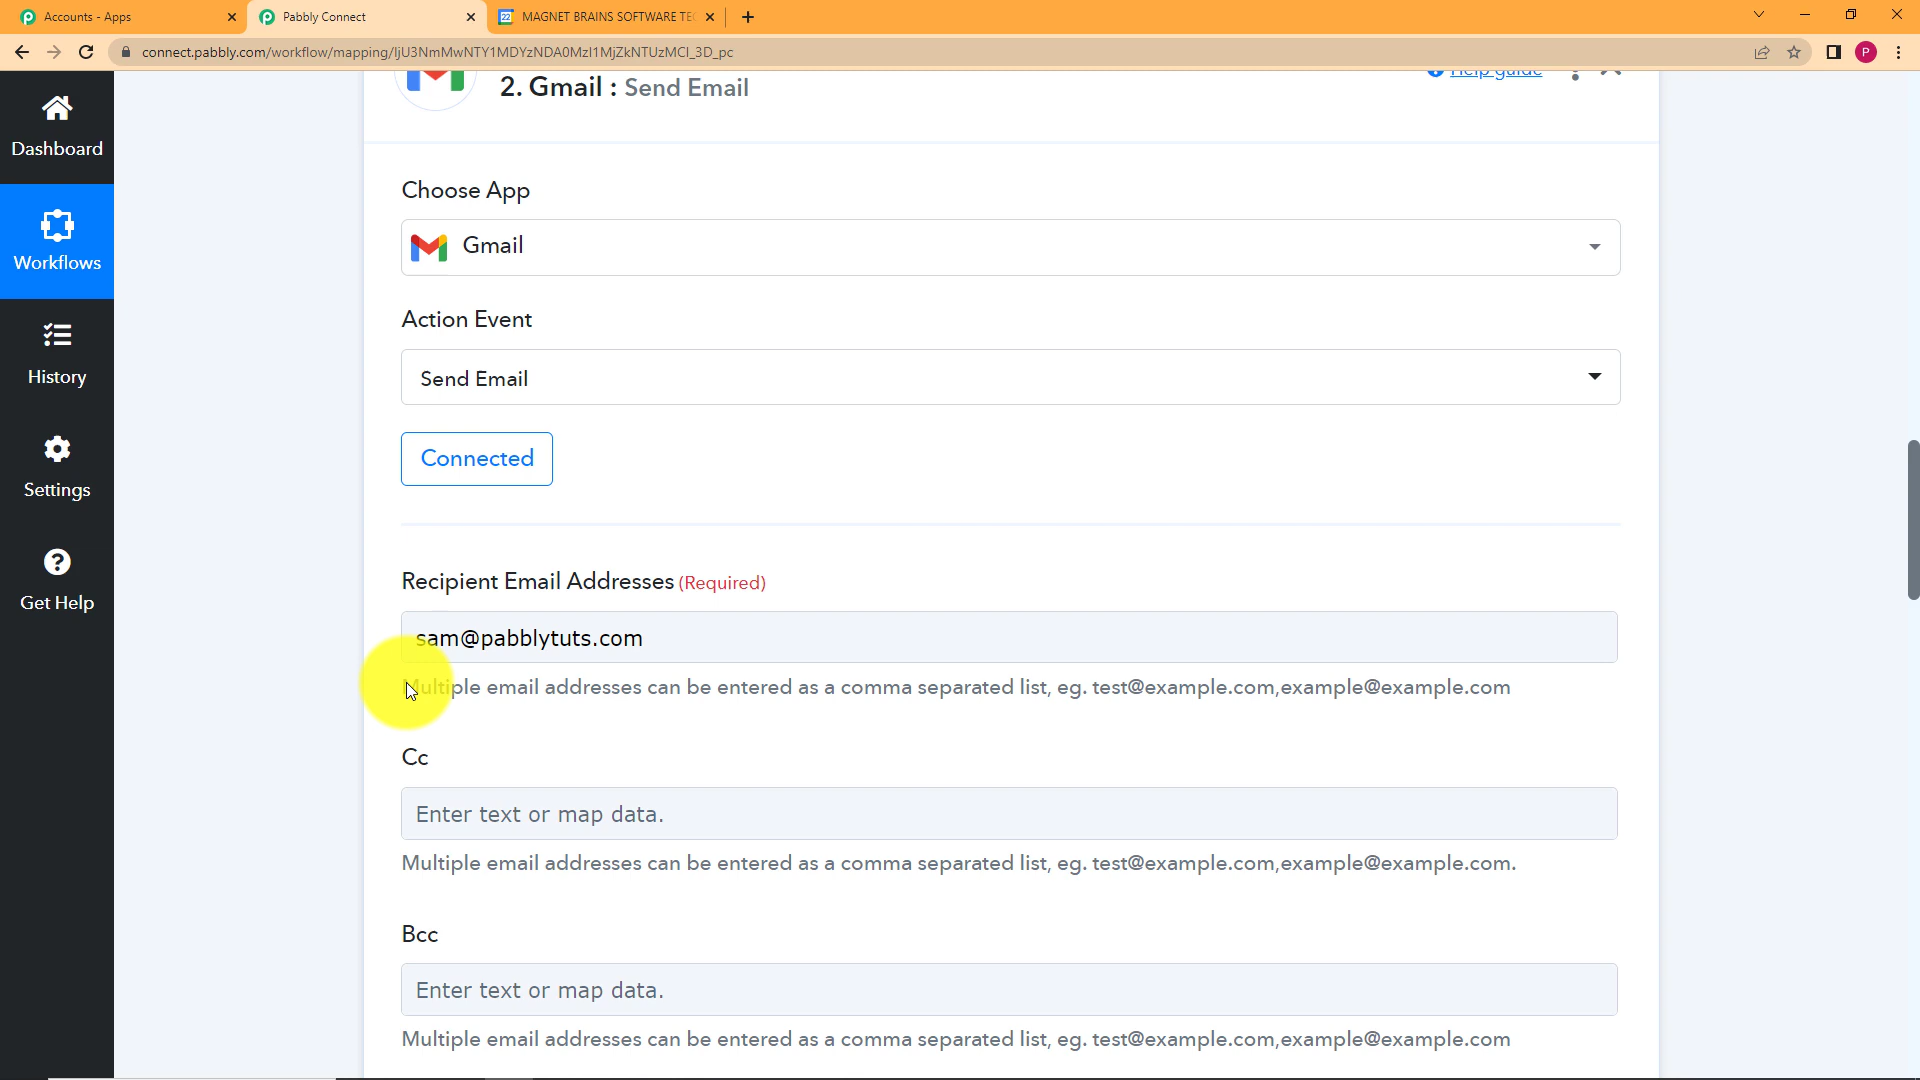 Accounts - Apps
Pabbly Connect
22
MAGNET BRAINS SOFTWARE TEC
connect.pabbly.com/workflow/mapping/IjU3NmMwNTY1MDYzNDA0MzI1MjZkNTUzMCI_3D_pc
P
2. Gmail : Send Email
Help guide
Dashboard
Workflows
History
Settings
Get Help
Choose App
Gmail
Action Event
Send Email
Connected
Recipient Email Addresses (Required)
sam@pabblytuts.com
Multiple email addresses can be entered as a comma separated list, eg. test@example.com,example@example.com
Cc
Enter text or map data.
Multiple email addresses can be entered as a comma separated list, eg. test@example.com,example@example.com.
Bcc
Enter text or map data.
Multiple email addresses can be entered as a comma separated list, eg. test@example.com,example@example.com